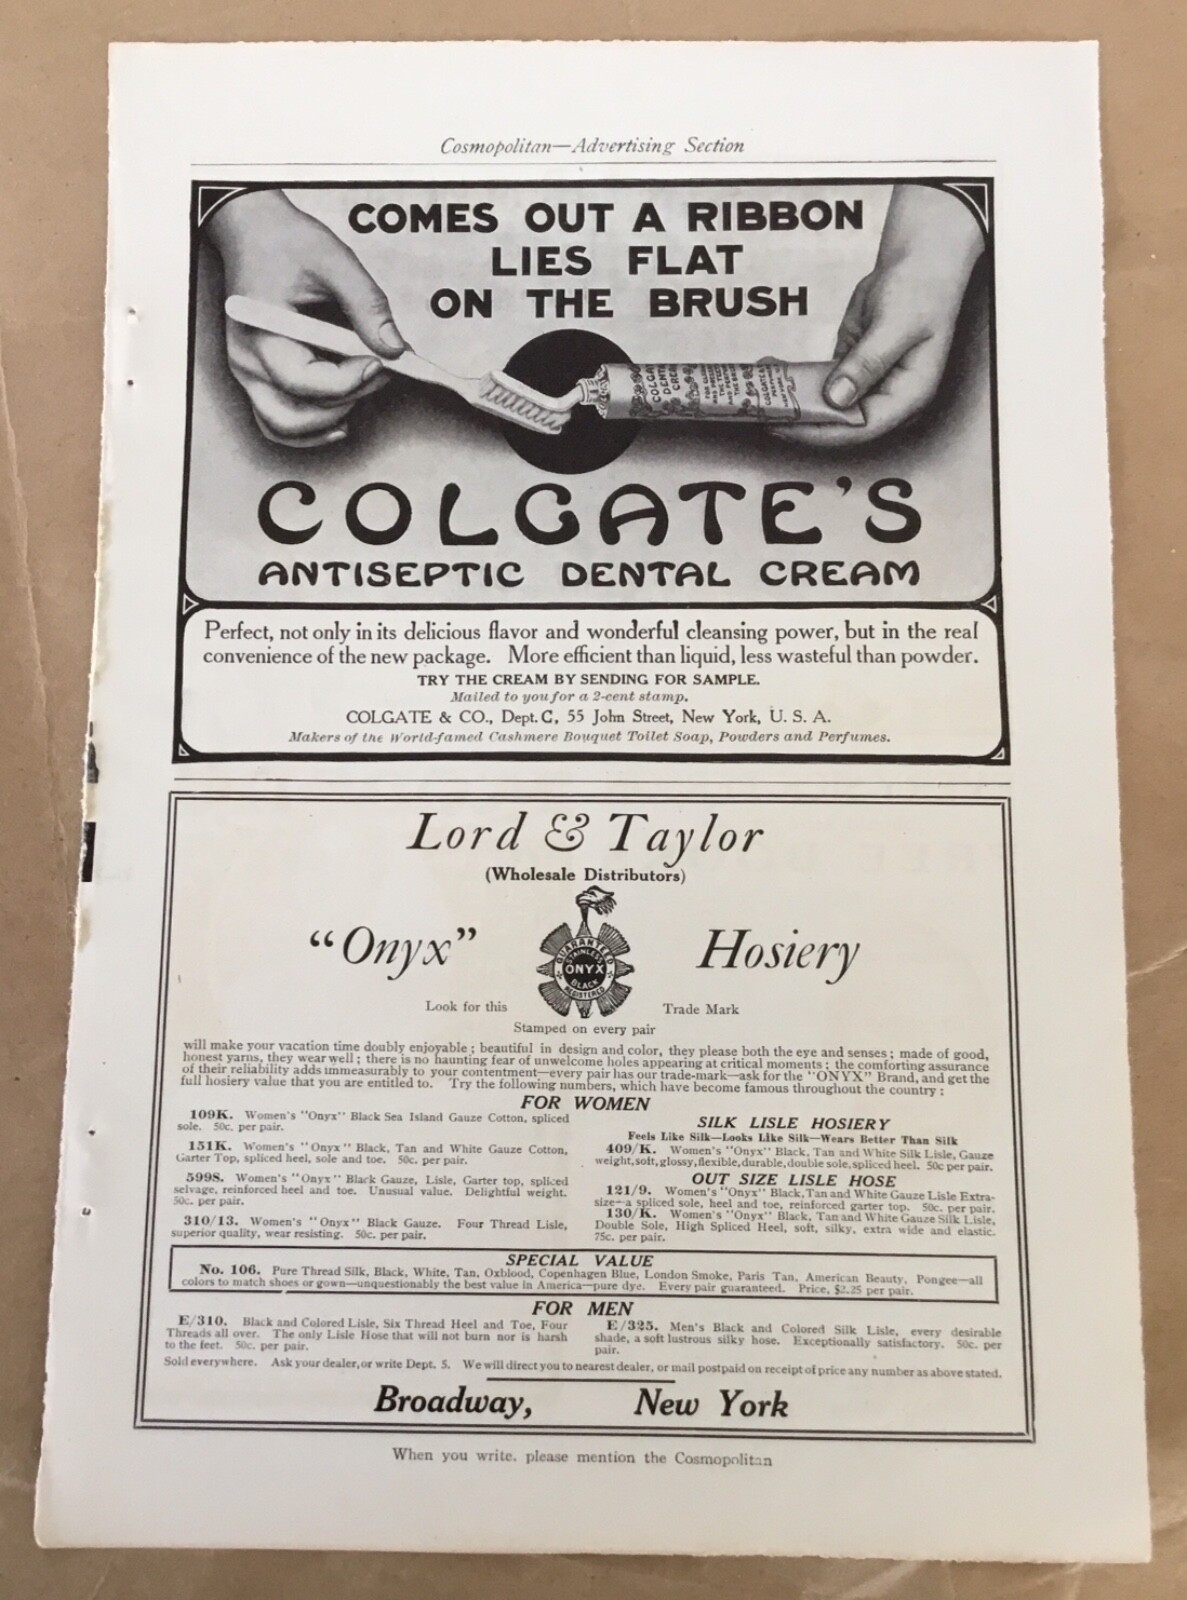 Cosmopolitan—Advertising Section
COMES OUT A RIBBON
LIES FLAT
ON THE BRUSH
COLGATE'S
ANTISEPTIC DENTAL CREAM
Perfect, not only in its delicious flavor and wonderful cleansing power, but in the real
convenience of the new package. More efficient than liquid, less wasteful than powder.
TRY THE CREAM BY SENDING FOR SAMPLE.
Mailed to you for a 2-cent stamp.
COLGATE & CO., Dept. C, 55 John Street, New York, U. S. A.
Makers of the World-famed Cashmere Bouquet Toilet Soap, Powders and Perfumes.
Lord & Taylor
(Wholesale Distributors)
"Onyx" Hosiery
GUARANTEED
STAINLESS
ONYX
BLACK
REGISTERED
Look for this Trade Mark
Stamped on every pair
will make your vacation time doubly enjoyable; beautiful in design and color, they please both the eye and senses; made of good,
honest yarns, they wear well; there is no haunting fear of unwelcome holes appearing at critical moments; the comforting assurance
of their reliability adds immeasurably to your contentment—every pair has our trade-mark—ask for the "ONYX" Brand, and get the
full hosiery value that you are entitled to. Try the following numbers, which have become famous throughout the country:
FOR WOMEN
109K. Women's "Onyx" Black Sea Island Gauze Cotton, spliced
sole. 50c. per pair.
151K. Women's "Onyx" Black, Tan and White Gauze Cotton,
Garter Top, spliced heel, sole and toe. 50c. per pair.
599S. Women's "Onyx" Black Gauze, Lisle, Garter top, spliced
selvage, reinforced heel and toe. Unusual value. Delightful weight.
50c. per pair.
310/13. Women's "Onyx" Black Gauze. Four Thread Lisle,
superior quality, wear resisting. 50c. per pair.
SILK LISLE HOSIERY
Feels Like Silk—Looks Like Silk—Wears Better Than Silk
409/K. Women's "Onyx" Black, Tan and White Silk Lisle, Gauze
weight, soft, glossy, flexible, durable, double sole, spliced heel. 50c per pair.
OUT SIZE LISLE HOSE
121/9. Women's "Onyx" Black, Tan and White Gauze Lisle Extra-
size—a spliced sole, heel and toe, reinforced garter top. 50c. per pair.
130/K. Women's "Onyx" Black, Tan and White Gauze Silk Lisle,
Double Sole, High Spliced Heel, soft, silky, extra wide and elastic.
75c. per pair.
SPECIAL VALUE
No. 106. Pure Thread Silk, Black, White, Tan, Oxblood, Copenhagen Blue, London Smoke, Paris Tan, American Beauty, Pongee—all
colors to match shoes or gown—unquestionably the best value in America—pure dye. Every pair guaranteed. Price, $2.25 per pair.
FOR MEN
E/310. Black and Colored Lisle, Six Thread Heel and Toe, Four
Threads all over. The only Lisle Hose that will not burn nor is harsh
to the feet. 50c. per pair.
E/325. Men's Black and Colored Silk Lisle, every desirable
shade, a soft lustrous silky hose. Exceptionally satisfactory. 50c. per
pair.
Sold everywhere. Ask your dealer, or write Dept. 5. We will direct you to nearest dealer, or mail postpaid on receipt of price any number as above stated.
Broadway, New York
When you write, please mention the Cosmopolitan